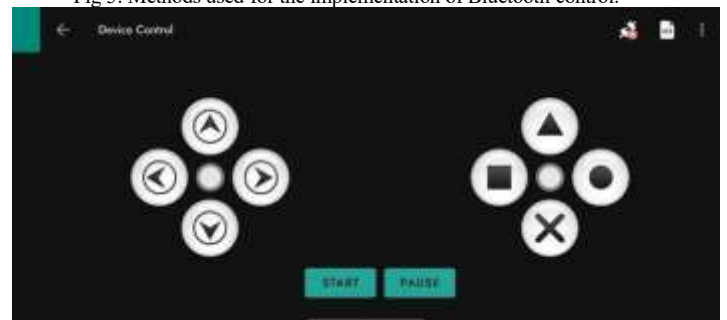 Fig 5. Methods used for the implementation of Bluetooth control.
Device Control
START PAUSE